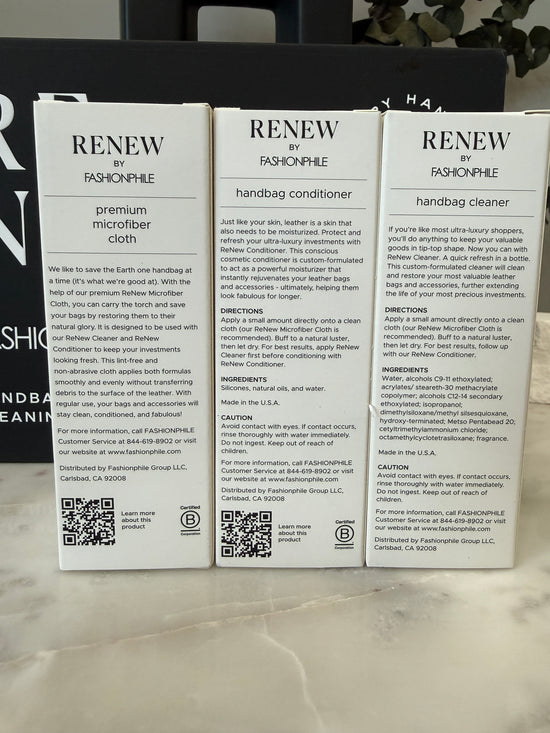 RE
N
Y HAN
SHIO
NDBA
EANIN
RENEW
BY
FASHIONPHILE
premium
microfiber
cloth
We like to save the Earth one handbag at
a time (it's what we're good at). With the
help of our premium ReNew Microfiber
Cloth, you can carry the torch and save
your bags by restoring them to their
natural glory. It is designed to be used with
our ReNew Cleaner and ReNew
Conditioner to keep your investments
looking fresh. This lint-free and
non-abrasive cloth applies both formulas
smoothly and evenly without transferring
debris to the surface of the leather. With
regular use, your bags and accessories will
stay clean, conditioned, and fabulous!
For more information, call FASHIONPHILE
Customer Service at 844-619-8902 or visit
our website at www.fashionphile.com
Distributed by Fashionphile Group LLC,
Carlsbad, CA 92008
Learn more
about this
product
Certified
B
Corporation
RENEW
BY
FASHIONPHILE
handbag conditioner
Just like your skin, leather is a skin that
also needs to be moisturized. Protect and
refresh your ultra-luxury investments with
ReNew Conditioner. This conscious
cosmetic conditioner is custom-formulated
to act as a powerful moisturizer that
instantly rejuvenates your leather bags
and accessories - ultimately, helping them
look fabulous for longer.
DIRECTIONS
Apply a small amount directly onto a clean
cloth (our ReNew Microfiber Cloth is
recommended). Buff to a natural luster,
then let dry. For best results, apply ReNew
Cleaner first before conditioning with
ReNew Conditioner.
INGREDIENTS
Silicones, natural oils, and water.
Made in the U.S.A.
CAUTION
Avoid contact with eyes. If contact occurs,
rinse thoroughly with water immediately.
Do not ingest. Keep out of reach of
children.
For more information, call FASHIONPHILE
Customer Service at 844-619-8902 or visit
our website at www.fashionphile.com
Distributed by Fashionphile Group LLC,
Carlsbad, CA 92008
Learn more
about this
product
Certified
B
Corporation
RENEW
BY
FASHIONPHILE
handbag cleaner
If you're like most ultra-luxury shoppers,
you'll do anything to keep your valuable
goods in tip-top shape. Now you can with
ReNew Cleaner. A quick refresh in a bottle.
This custom-formulated cleaner will clean
and restore your most valuable leather
bags and accessories, further extending
the life of your most precious investments.
DIRECTIONS
Apply a small amount directly onto a clean
cloth (our ReNew Microfiber Cloth is
recommended). Buff to a natural luster,
then let dry. For best results, follow up
with our ReNew Conditioner.
INGREDIENTS
Water, alcohols C9-11 ethoxylated;
acrylates/ steareth-30 methacrylate
copolymer; alcohols C12-14 secondary
ethoxylated; isopropanol;
dimethylsiloxane/methyl silsesquioxane,
hydroxy-terminated; Metso Pentabead 20;
cetyltrimethylammonium chloride;
octamethylcyclotetrasiloxane; fragrance.
Made in the U.S.A.
CAUTION
Avoid contact with eyes. If contact occurs,
rinse thoroughly with water immediately.
Do not ingest. Keep out of reach of
children.
For more information, call FASHIONPHILE
Customer Service at 844-619-8902 or visit
our website at www.fashionphile.com
Distributed by Fashionphile Group LLC,
Carlsbad, CA 92008